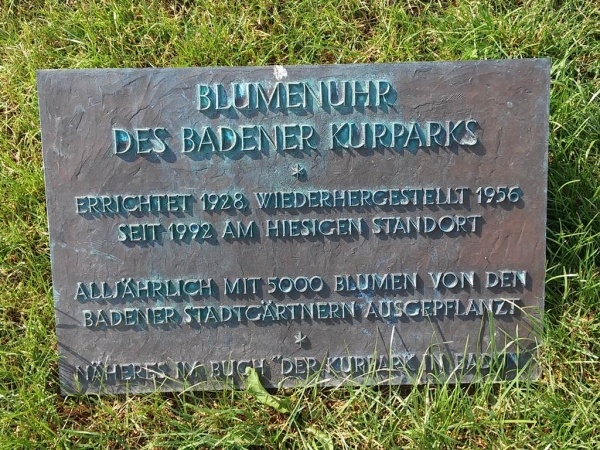 BLUMENUHR
DES BADENER KURPARKS
*
ERRICHTET 1928, WIEDERHERGESTELLT 1956
SEIT 1992 AM HIESIGEN STANDORT
ALLJÄHRLICH MIT 5000 BLUMEN VON DEN
BADENER STADTGÄRTNERN AUSGEPFLANZT
*
NÄHERES IM BUCH "DER KURPARK IN BADEN"